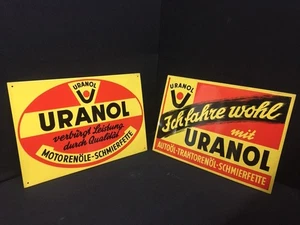 URANOL
URANOL
verbürgt Leistung
durch Qualität
MOTORENÖLE-SCHMIERFETTE
URANOL
Ich fahre wohl
mit
URANOL
AUTOÖL-TRAKTORENÖL-SCHMIERFETTE